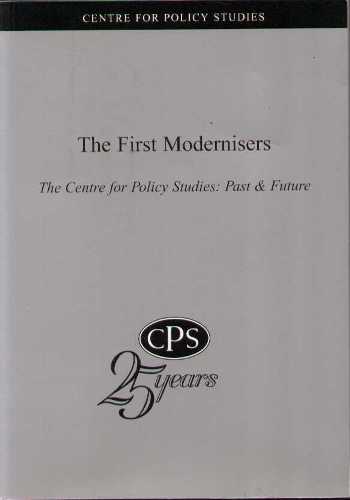 CENTRE FOR POLICY STUDIES
The First Modernisers
The Centre for Policy Studies: Past & Future
CPS
25 years